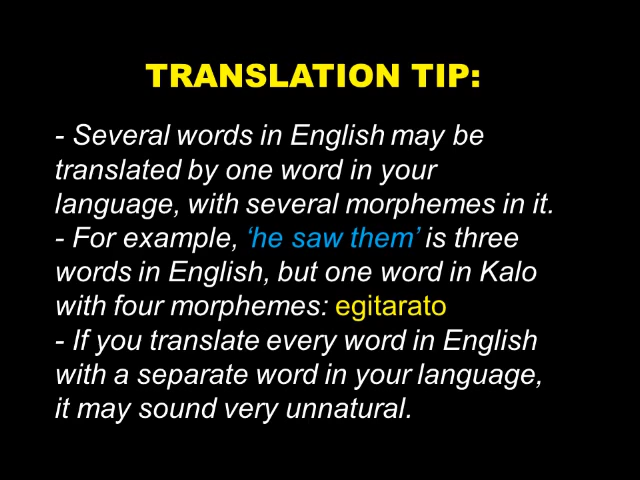 TRANSLATION TIP:
- Several words in English may be
translated by one word in your
language, with several morphemes in it.
- For example, ‘he saw them’ is three
words in English, but one word in Kalo
with four morphemes: egitarato
- If you translate every word in English
with a separate word in your language,
it may sound very unnatural.